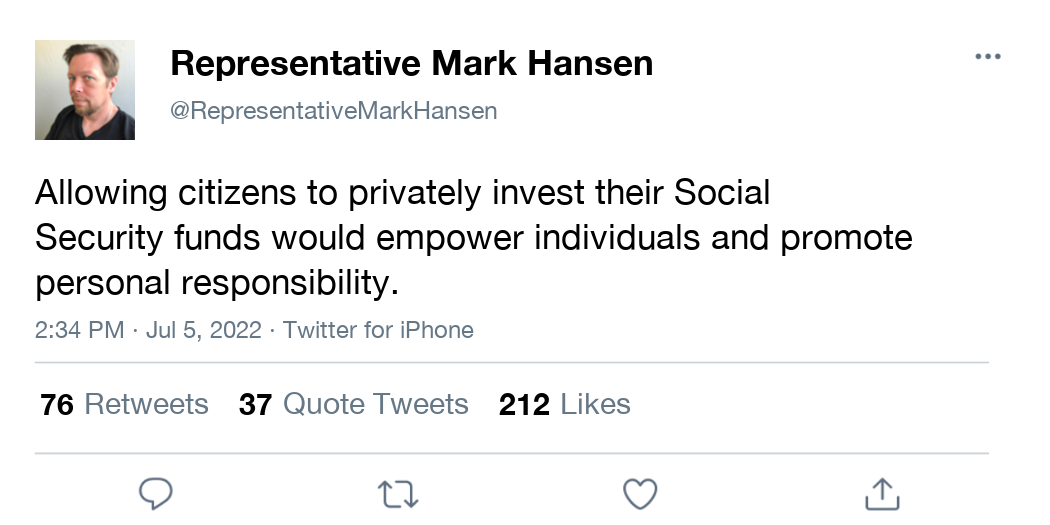 Representative Mark Hansen
@RepresentativeMarkHansen
Allowing citizens to privately invest their Social
Security funds would empower individuals and promote
personal responsibility.
2:34 PM · Jul 5, 2022 · Twitter for iPhone
76 Retweets 37 Quote Tweets 212 Likes